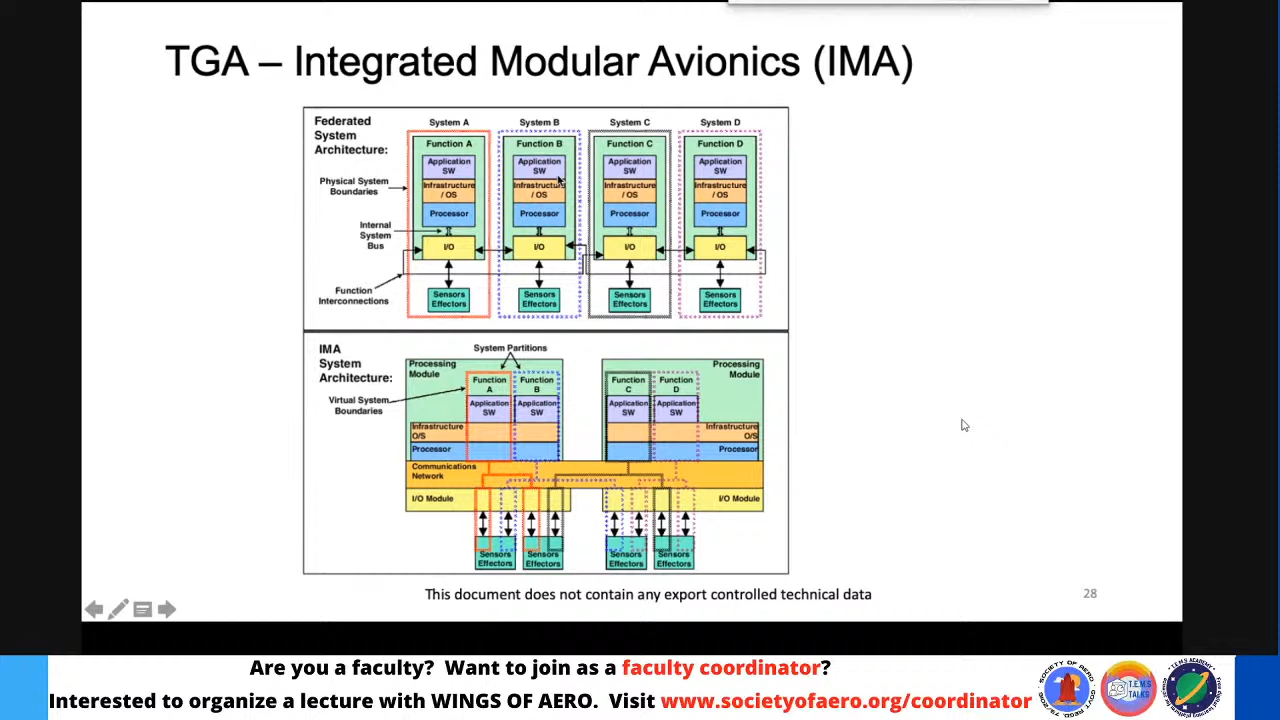 TGA – Integrated Modular Avionics (IMA)
Federated
System
Architecture:
System A
System B
System C
System D
Function A
Function B
Function C
Function D
Application
SW
Application
SW
Application
SW
Application
SW
Physical System
Boundaries
Infrastructure
/ OS
Infrastructure
/ OS
Infrastructure
/ OS
Infrastructure
/ OS
Processor
Processor
Processor
Processor
Internal
System
Bus
I/O
I/O
I/O
I/O
Function
Interconnections
Sensors
Effectors
Sensors
Effectors
Sensors
Effectors
Sensors
Effectors
IMA
System
Architecture:
System Partitions
Processing
Module
Processing
Module
Function
A
Function
B
Function
C
Function
D
Virtual System
Boundaries
Application
SW
Application
SW
Application
SW
Application
SW
Infrastructure
O/S
Infrastructure
O/S
Processor
Processor
Communications
Network
I/O Module
I/O Module
Sensors
Effectors
Sensors
Effectors
Sensors
Effectors
Sensors
Effectors
This document does not contain any export controlled technical data
28
Are you a faculty? Want to join as a faculty coordinator?
Interested to organize a lecture with WINGS OF AERO. Visit www.societyofaero.org/coordinator
SOCIETY OF AERO
T.E.M.S
TALKS
T.E.M.S ACADEMY